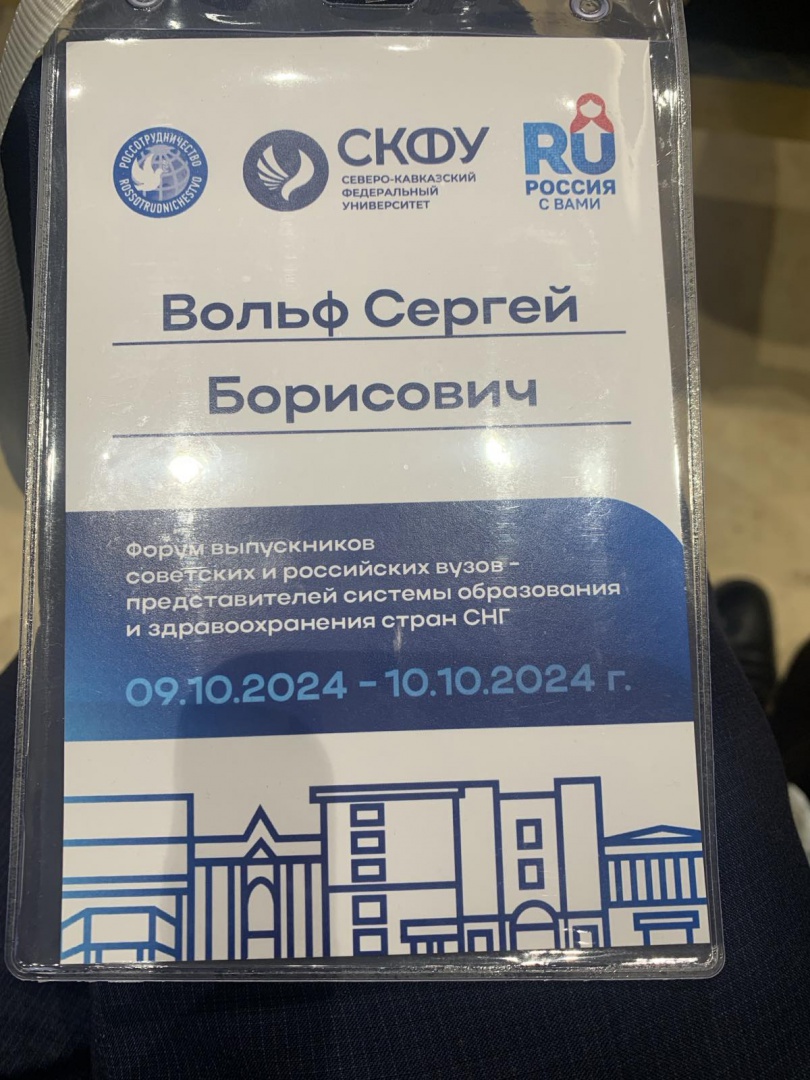 РОССОТРУДНИЧЕСТВО
ROSSOTRUDNICHESTVO
СКФУ
СЕВЕРО-КАВКАЗСКИЙ
ФЕДЕРАЛЬНЫЙ
УНИВЕРСИТЕТ
RU
РОССИЯ
С ВАМИ
Вольф Сергей
Борисович
Форум выпускников
советских и российских вузов -
представителей системы образования
и здравоохранения стран СНГ
09.10.2024 - 10.10.2024 г.